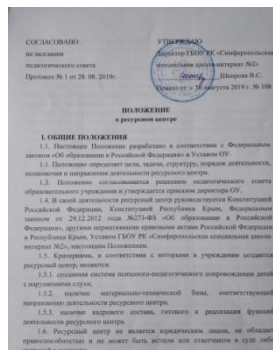 СОГЛАСОВАНО
на заседании
педагогического совета
Протокол № 1 от 28. 08. 2019г.
УТВЕРЖДАЮ
Директор ГБОУ РК «Симферопольская
специальная школа-интернат №2»
Шкирова В.С.
Приказ от « 30 августа 2019 г. № 108
ПОЛОЖЕНИЕ
о ресурсном центре
1. ОБЩИЕ ПОЛОЖЕНИЯ
1.1. Настоящее Положение разработано в соответствии с Федеральным
законом «Об образовании в Российской Федерации» и Уставом ОУ.
1.1. Положение определяет цели, задачи, структуру, порядок деятельности,
полномочия и направления деятельности ресурсного центра.
1.3. Положение согласовывается решением педагогического совета
образовательного учреждения и утверждается приказом директора ОУ.
1.4. В своей деятельности ресурсный центр руководствуется Конституцией
Российской Федерации, Конституцией Республики Крым, Федеральным
законом от 29.12.2012 года №273-ФЗ «Об образовании в Российской
Федерации», другими нормативными правовыми актами Российской Федерации
и Республики Крым, Уставом ГБОУ РК «Симферопольская специальная школа-
интернат №2», настоящим Положением.
1.5. Критериями, в соответствии с которыми в учреждении создается
ресурсный центр, являются:
1.5.1. созданная система психолого-педагогического сопровождения детей
с нарушениями слуха;
1.5.2. наличие материально-технической базы, соответствующей
направлению деятельности ресурсного центра;
1.5.3. наличие кадрового состава, готового к реализации функций
деятельности ресурсного центра.
1.6. Ресурсный центр не является юридическим лицом, не обладает
правоспособностью и не может быть истцом или ответчиком в суде либо